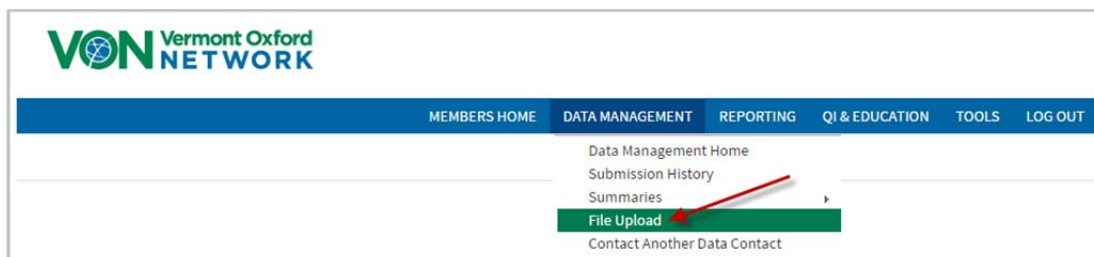 VON Vermont Oxford
NETWORK
MEMBERS HOME DATA MANAGEMENT REPORTING QI & EDUCATION TOOLS LOG OUT
Data Management Home
Submission History
Summaries
File Upload
Contact Another Data Contact